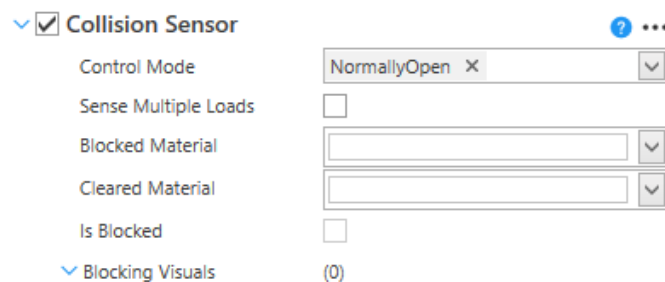 Collision Sensor
Control Mode NormallyOpen
Sense Multiple Loads
Blocked Material
Cleared Material
Is Blocked
Blocking Visuals (0)